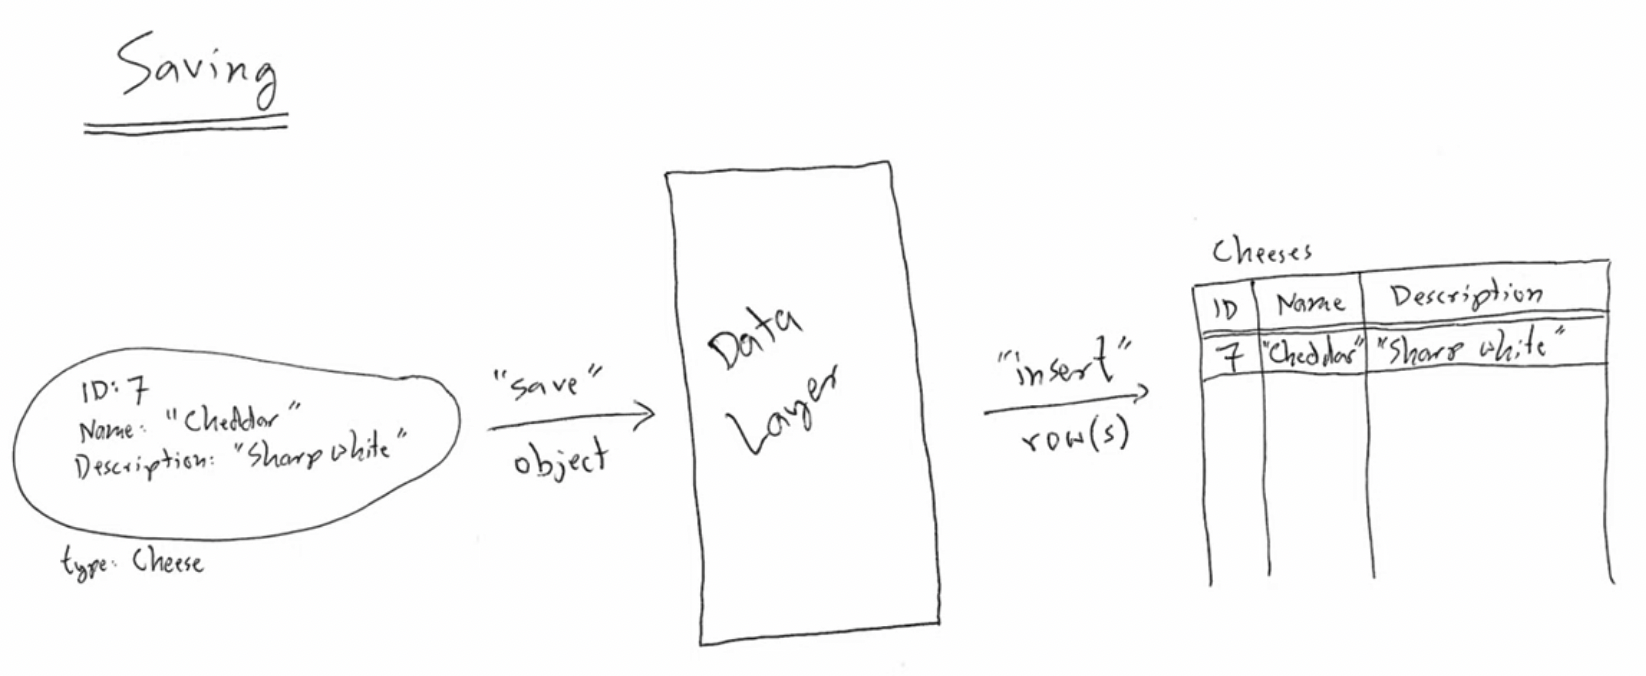 Saving
ID: 7
Name: "Cheddar"
Description: "Sharp white"
type: Cheese
"save"
object
Data
Layer
"insert"
row(s)
Cheeses
ID Name Description
7 "Cheddar" "Sharp white"